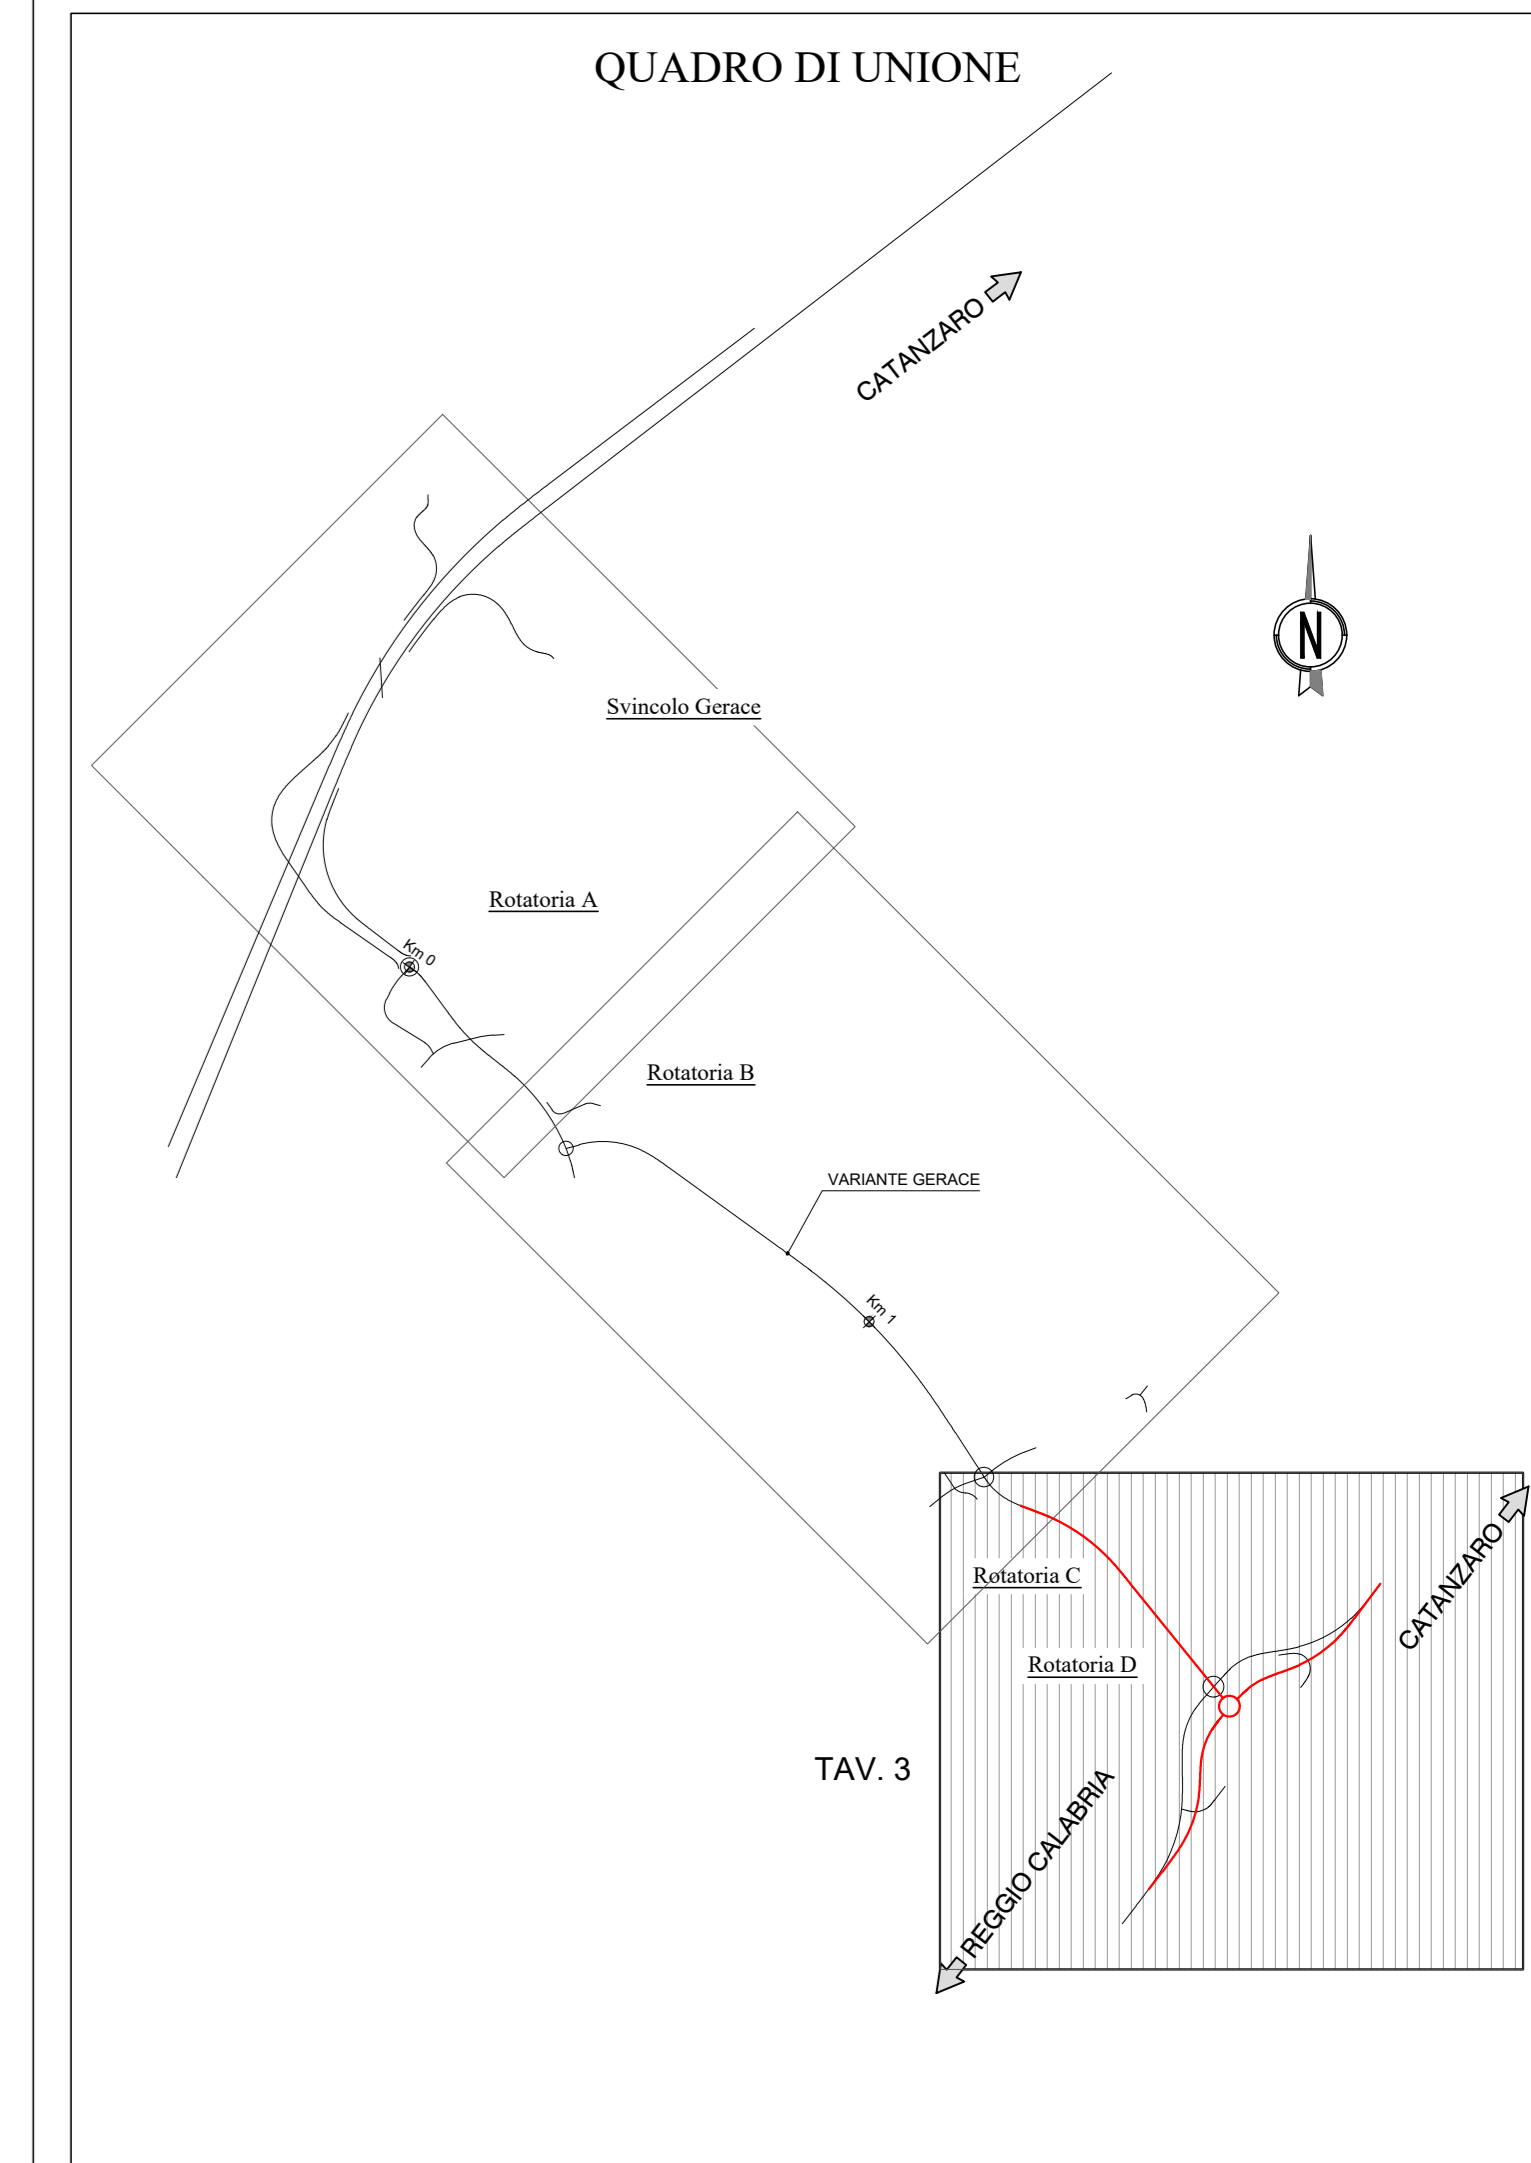 QUADRO DI UNIONE
CATANZARO
N
Svincolo Gerace
Rotatoria A
Km 0
Rotatoria B
VARIANTE GERACE
Km 1
CATANZARO
Rotatoria C
Rotatoria D
TAV. 3
REGGIO CALABRIA